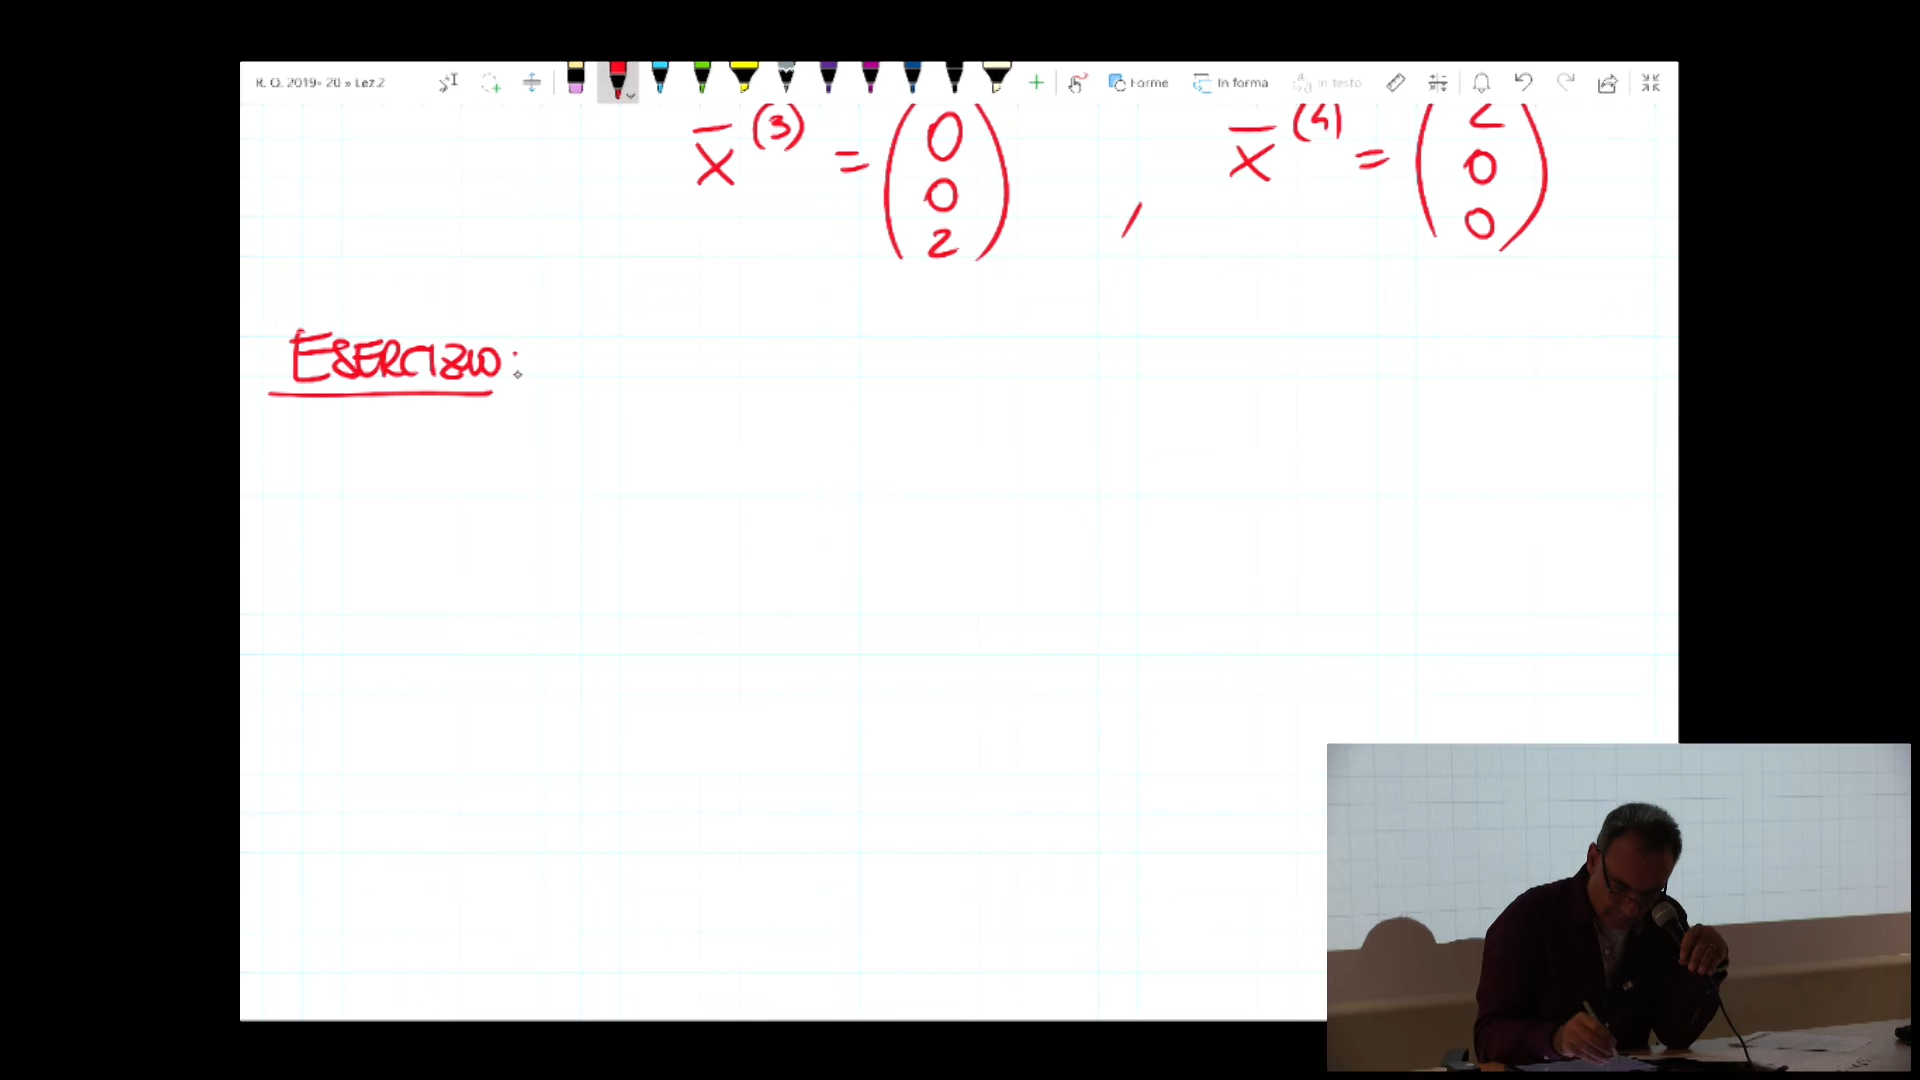 R. O. 2019-20 » Lez.2
Forme
In forma
in testo
x̄ (3) = ( 0 0 2 ) , x̄ (4) = ( 2 0 0 )
ESERCIZIO: